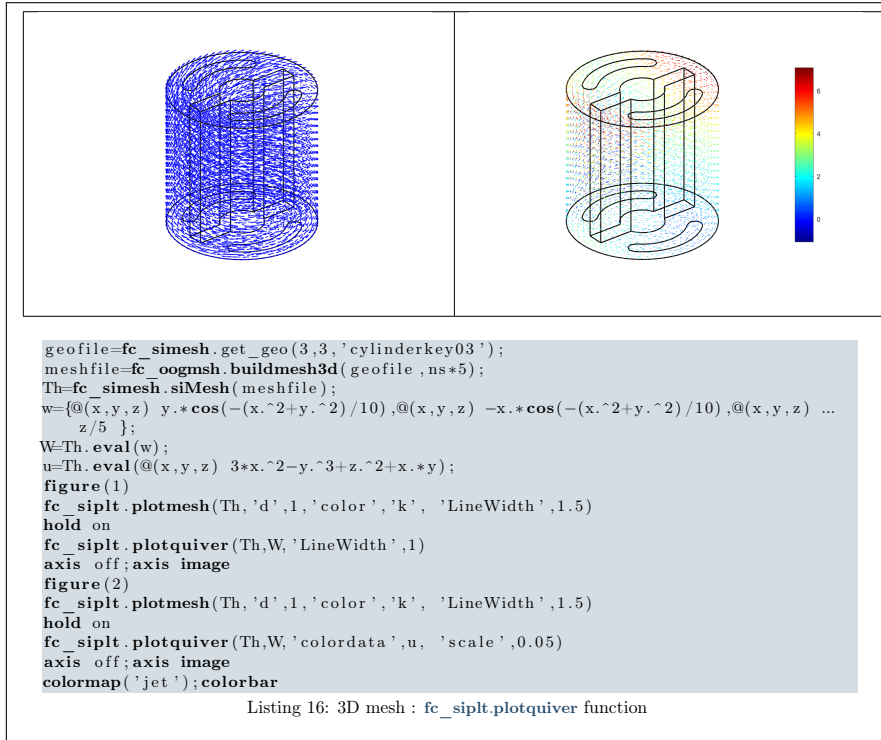 6
4
2
0
geofile=fc_simesh.get_geo(3,3,'cylinderkey03');
meshfile=fc_oogmsh.buildmesh3d(geofile,ns*5);
Th=fc_simesh.siMesh(meshfile);
w={@(x,y,z) y.*cos(-(x.^2+y.^2)/10),@(x,y,z) -x.*cos(-(x.^2+y.^2)/10),@(x,y,z) ...
z/5 };
W=Th.eval(w);
u=Th.eval(@(x,y,z) 3*x.^2-y.^3+z.^2+x.*y);
figure(1)
fc_siplt.plotmesh(Th,'d',1,'color','k', 'LineWidth',1.5)
hold on
fc_siplt.plotquiver(Th,W,'LineWidth',1)
axis off;axis image
figure(2)
fc_siplt.plotmesh(Th,'d',1,'color','k', 'LineWidth',1.5)
hold on
fc_siplt.plotquiver(Th,W,'colordata',u, 'scale',0.05)
axis off;axis image
colormap('jet');colorbar
Listing 16: 3D mesh : fc_siplt.plotquiver function